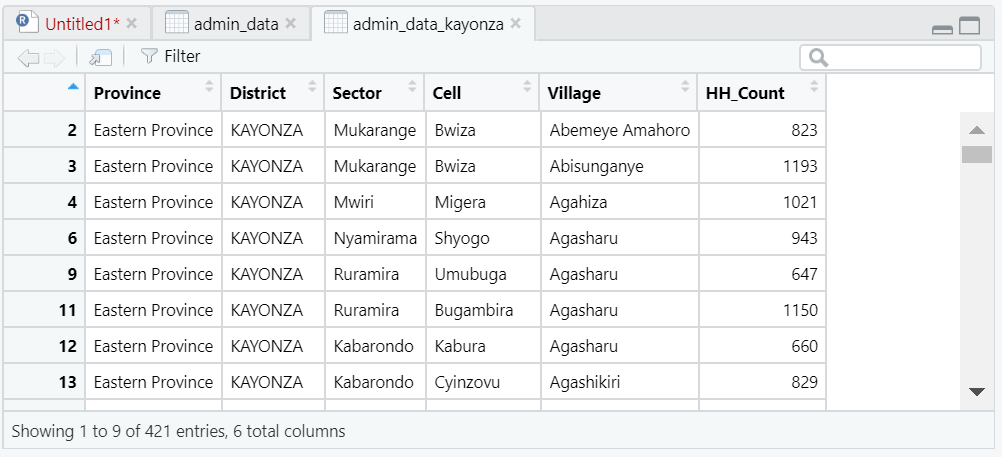 Untitled1* admin_data admin_data_kayonza
Filter
Province District Sector Cell Village HH_Count
2 Eastern Province KAYONZA Mukarange Bwiza Abemeye Amahoro 823
3 Eastern Province KAYONZA Mukarange Bwiza Abisunganye 1193
4 Eastern Province KAYONZA Mwiri Migera Agahiza 1021
6 Eastern Province KAYONZA Nyamirama Shyogo Agasharu 943
9 Eastern Province KAYONZA Ruramira Umubuga Agasharu 647
11 Eastern Province KAYONZA Ruramira Bugambira Agasharu 1150
12 Eastern Province KAYONZA Kabarondo Kabura Agasharu 660
13 Eastern Province KAYONZA Kabarondo Cyinzovu Agashikiri 829
Showing 1 to 9 of 421 entries, 6 total columns